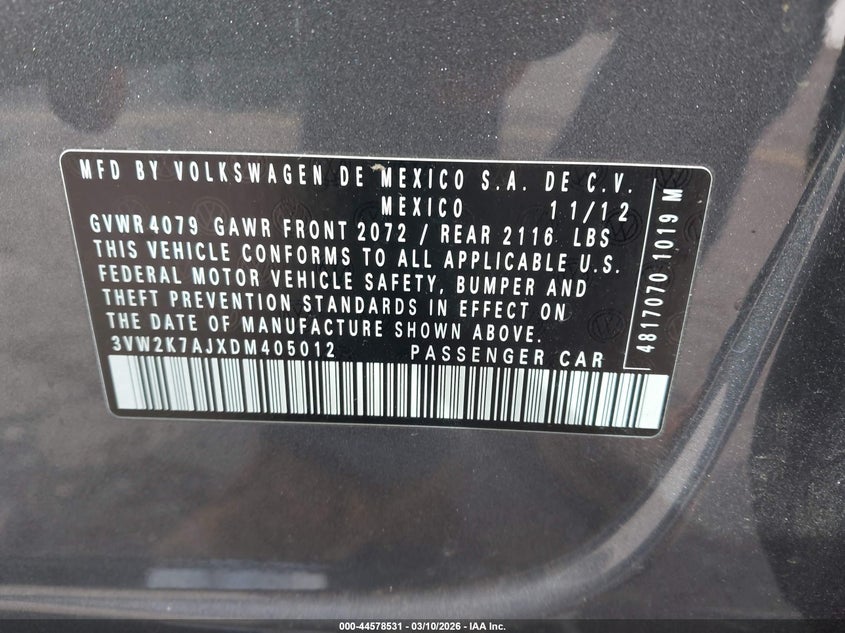 MFD BY VOLKSWAGEN DE MEXICO S.A. DE C.V.
MEXICO 11/12
GVWR 4079 GAWR FRONT 2072 / REAR 2116 LBS
THIS VEHICLE CONFORMS TO ALL APPLICABLE U.S.
FEDERAL MOTOR VEHICLE SAFETY, BUMPER AND
THEFT PREVENTION STANDARDS IN EFFECT ON
THE DATE OF MANUFACTURE SHOWN ABOVE.
3VW2K7AJXDM405012 PASSENGER CAR
4817070 1019 M
000-44578531 - 03/10/2026 - IAA Inc.